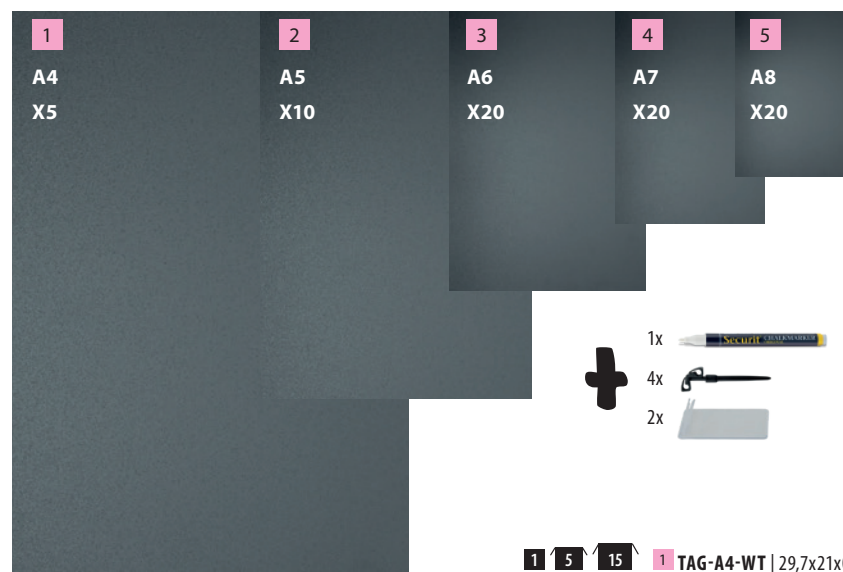 1 2 3 4 5
A4 A5 A6 A7 A8
X5 X10 X20 X20 X20
1x Securit CHALKMARKER
4x
2x
1 5 15 1 TAG-A4-WT | 29,7x21x